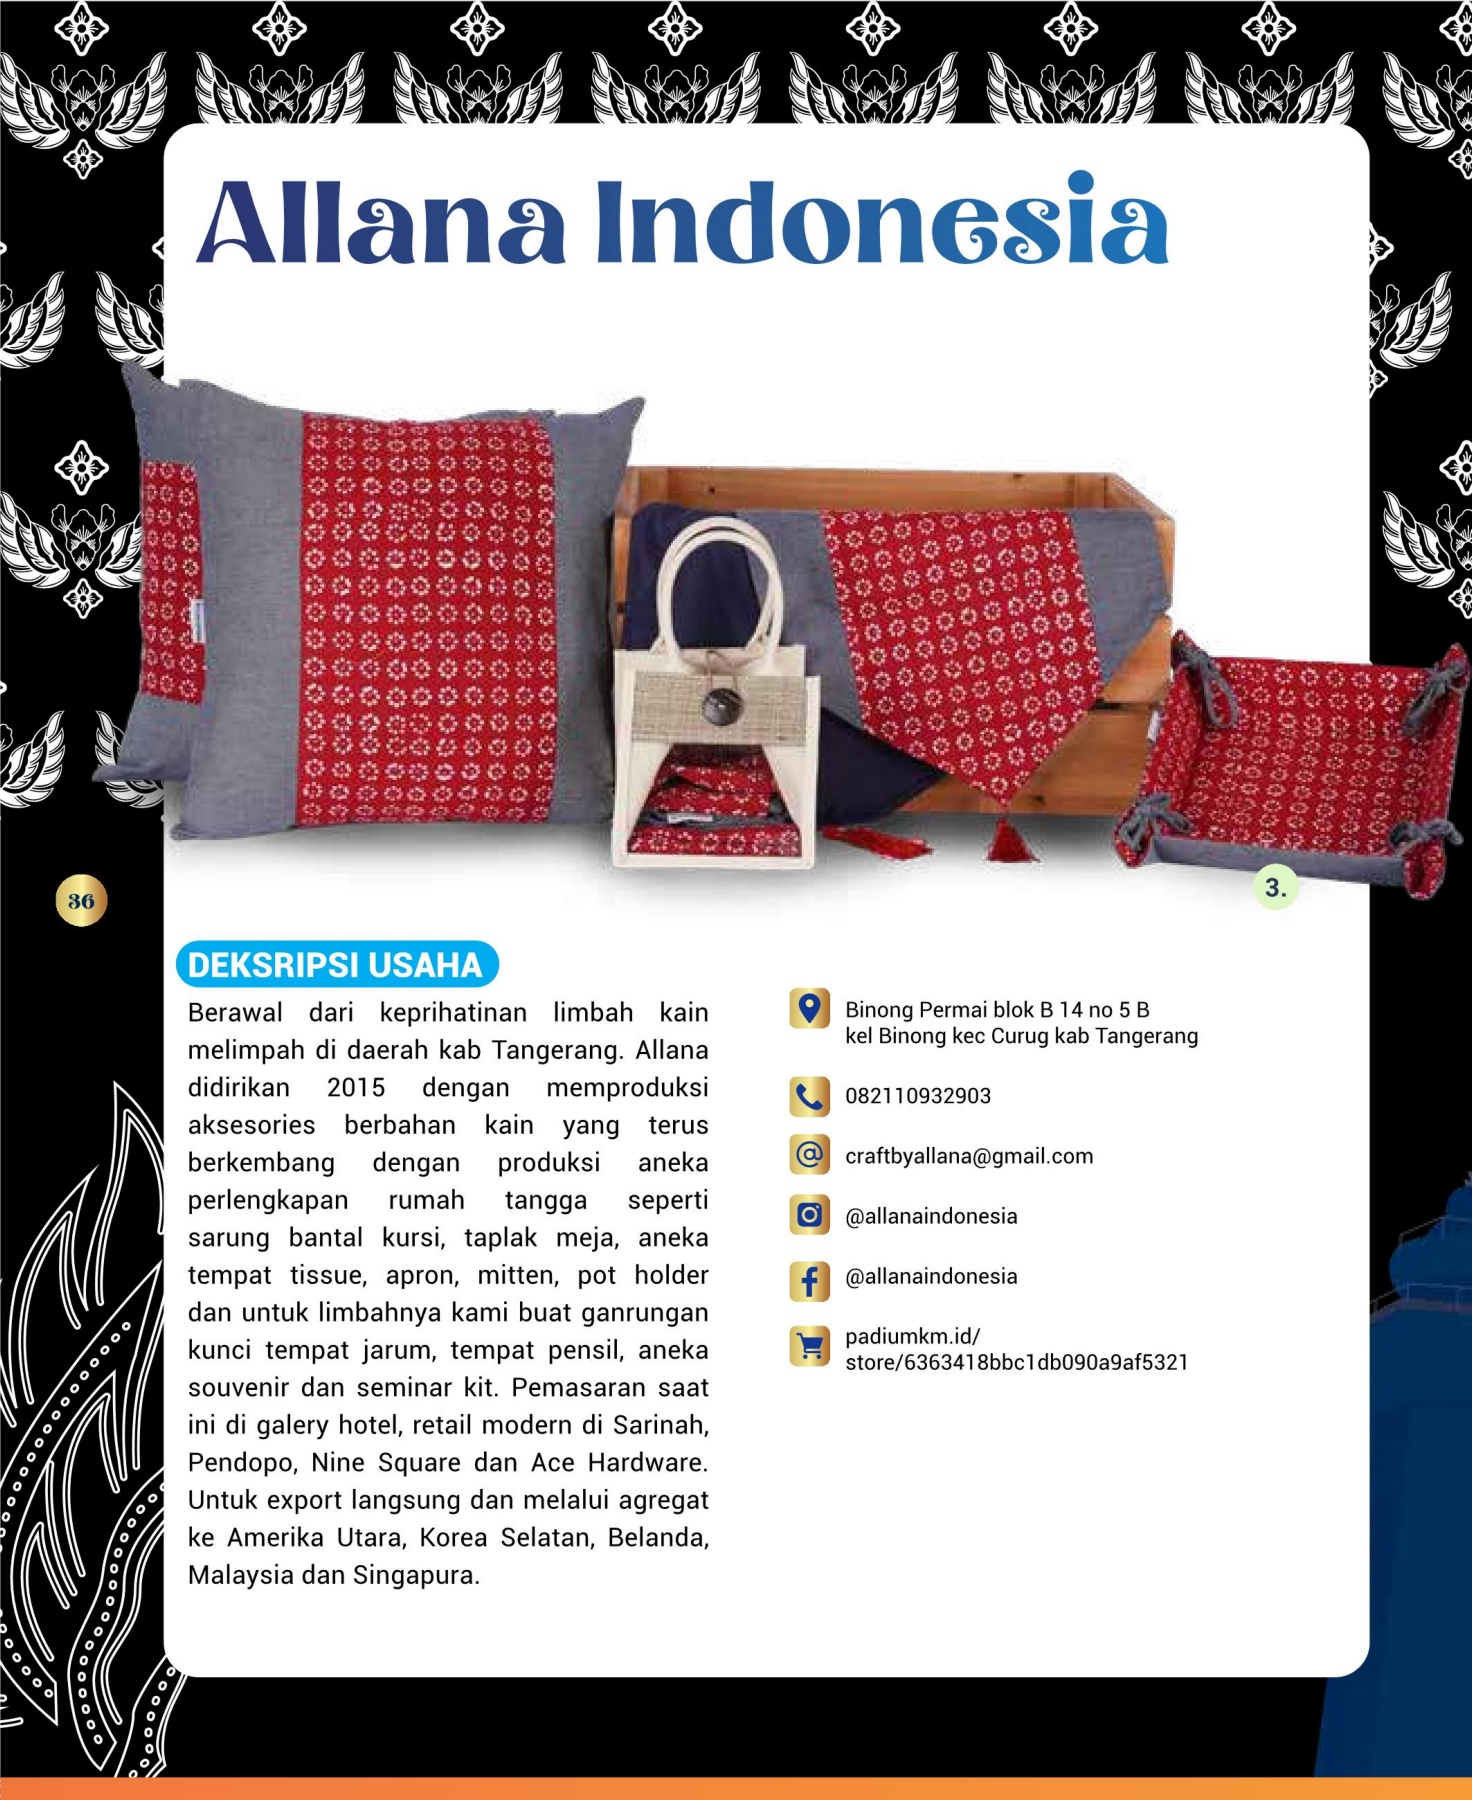 Allana Indonesia
36
3.
DEKSRIPSI USAHA
Berawal dari keprihatinan limbah kain
melimpah di daerah kab Tangerang. Allana
didirikan 2015 dengan memproduksi
aksesories berbahan kain yang terus
berkembang dengan produksi aneka
perlengkapan rumah tangga seperti
sarung bantal kursi, taplak meja, aneka
tempat tissue, apron, mitten, pot holder
dan untuk limbahnya kami buat ganrungan
kunci tempat jarum, tempat pensil, aneka
souvenir dan seminar kit. Pemasaran saat
ini di galery hotel, retail modern di Sarinah,
Pendopo, Nine Square dan Ace Hardware.
Untuk export langsung dan melalui agregat
ke Amerika Utara, Korea Selatan, Belanda,
Malaysia dan Singapura.
Binong Permai blok B 14 no 5 B
kel Binong kec Curug kab Tangerang
082110932903
craftbyallana@gmail.com
@allanaindonesia
@allanaindonesia
padiumkm.id/
store/6363418bbc1db090a9af5321